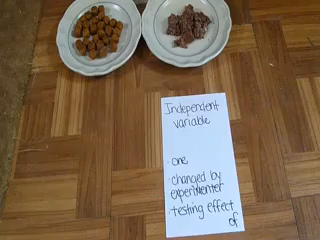 Independent
variable
· one
· changed by
experimenter
· testing effect
of